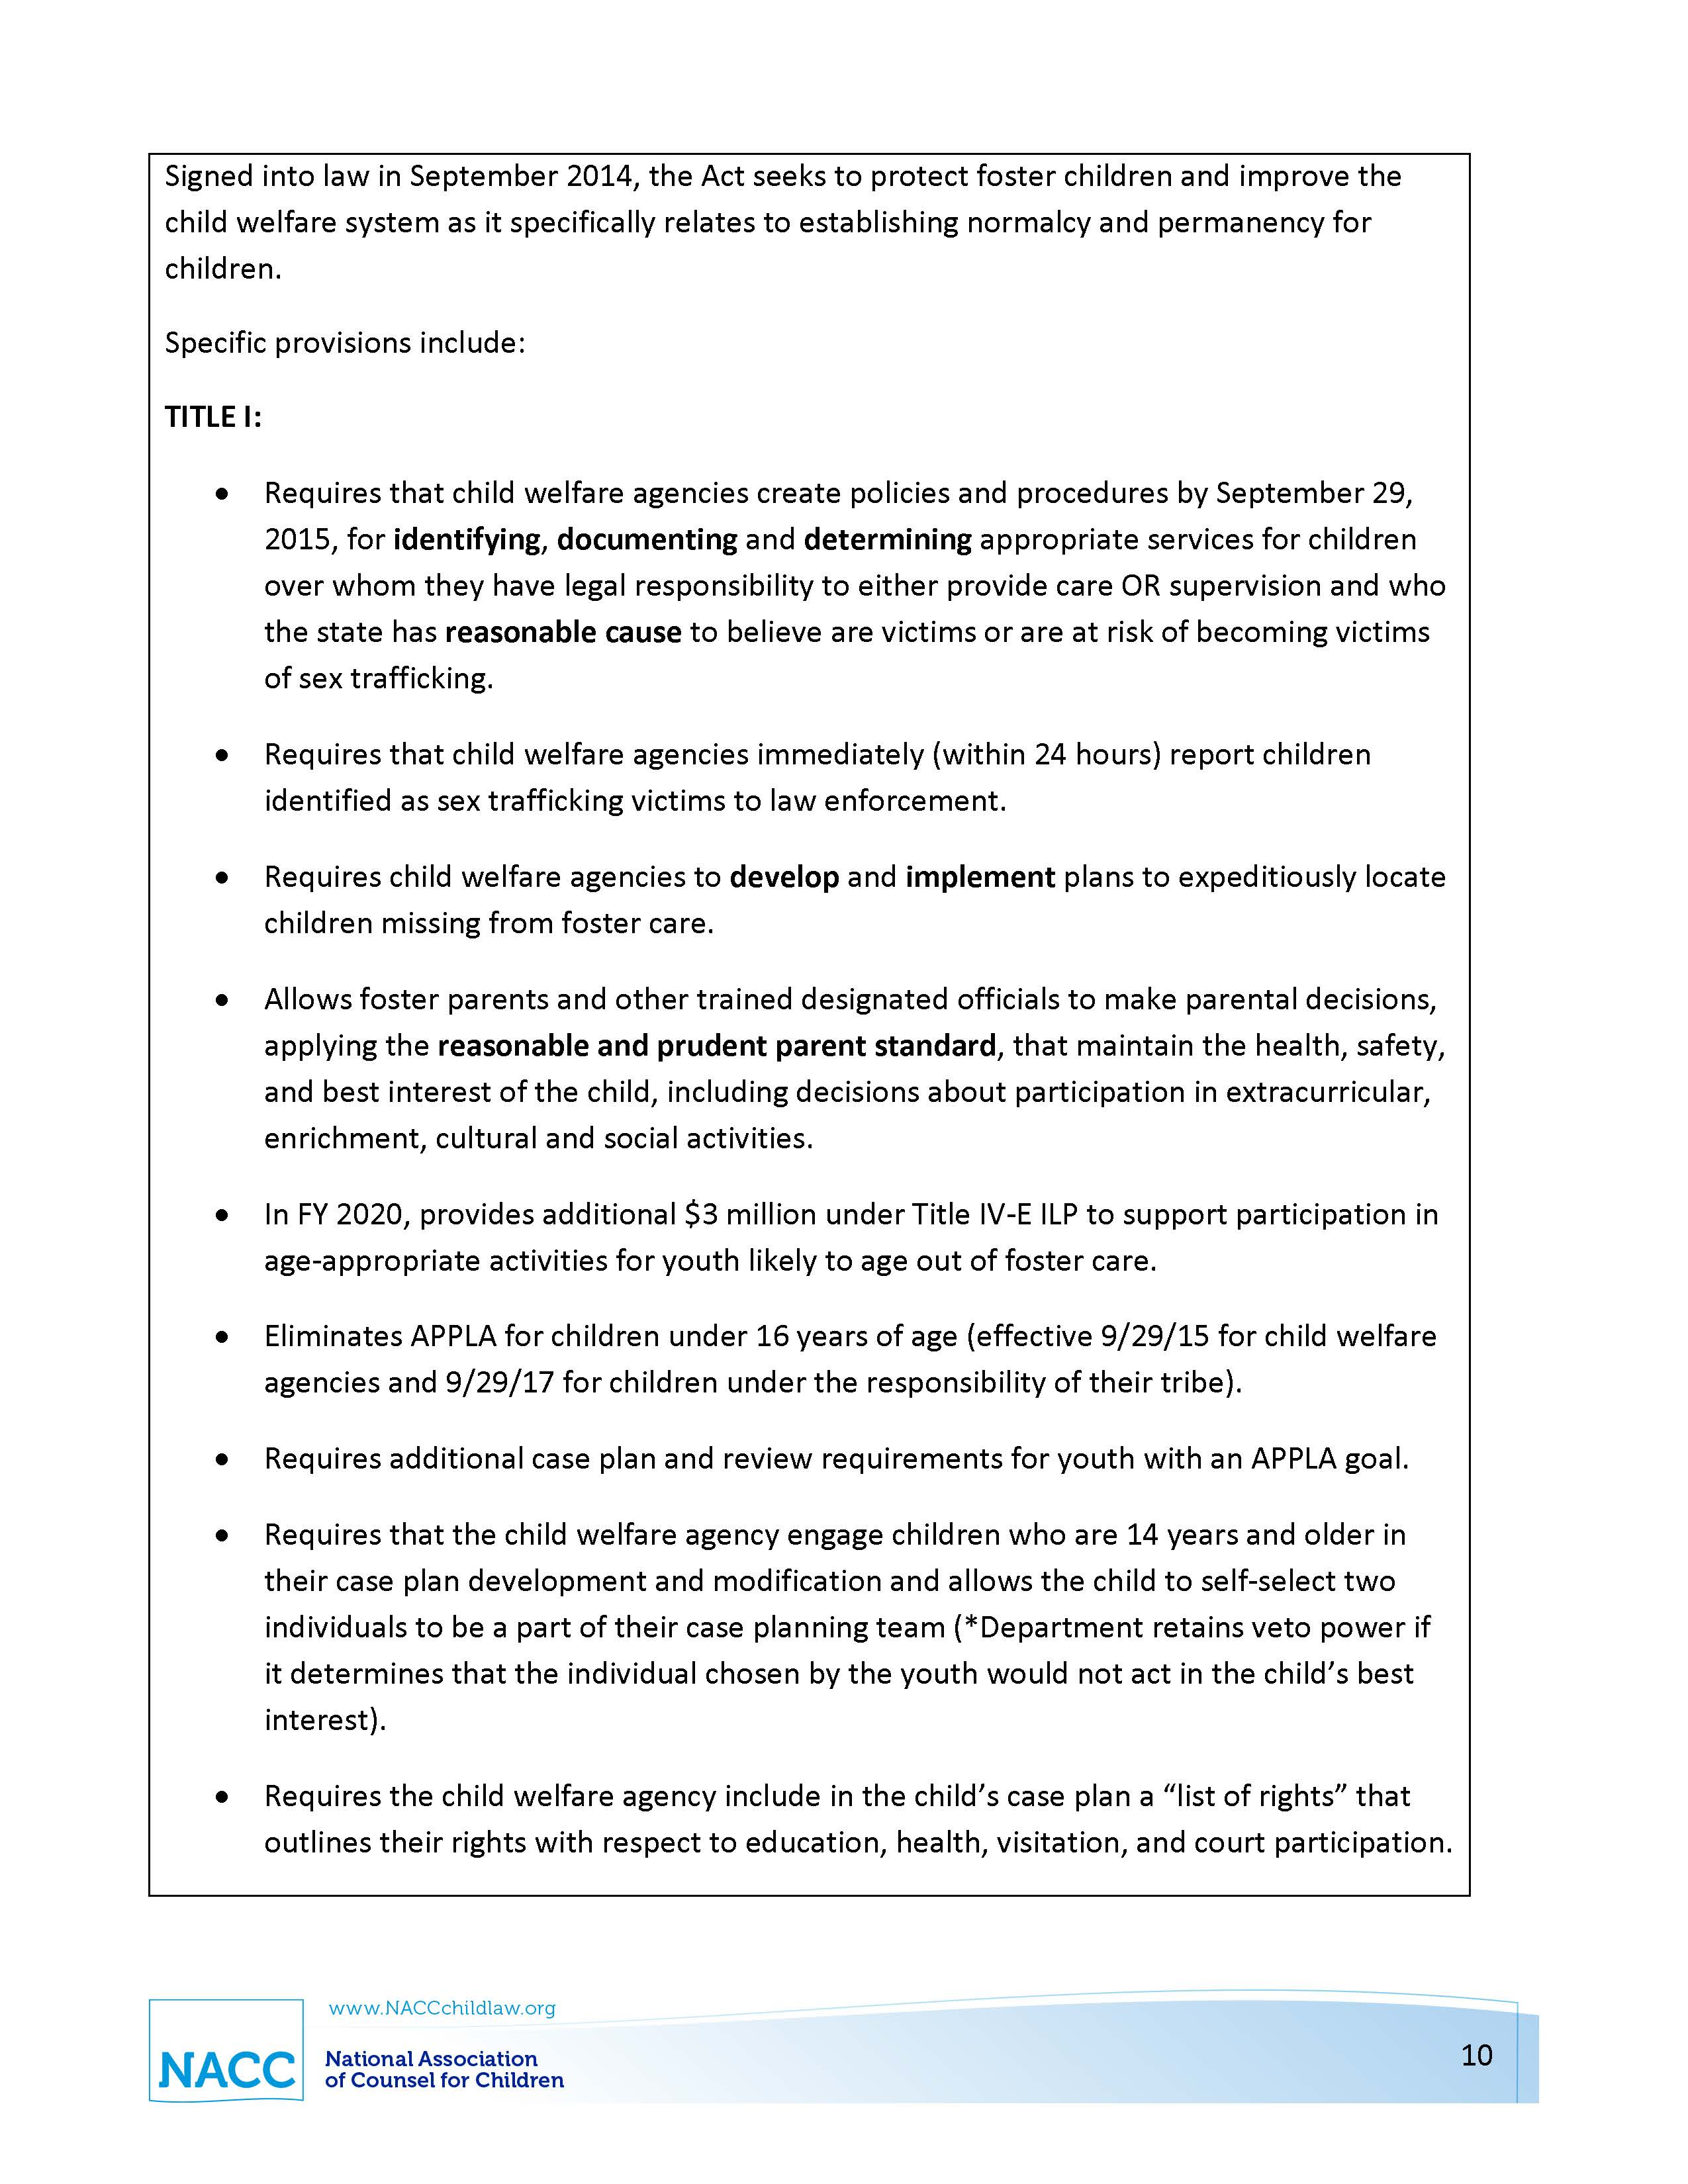 Signed into law in September 2014, the Act seeks to protect foster children and improve the
child welfare system as it specifically relates to establishing normalcy and permanency for
children.
Specific provisions include:
TITLE I:
• Requires that child welfare agencies create policies and procedures by September 29,
2015, for identifying, documenting and determining appropriate services for children
over whom they have legal responsibility to either provide care OR supervision and who
the state has reasonable cause to believe are victims or are at risk of becoming victims
of sex trafficking.
• Requires that child welfare agencies immediately (within 24 hours) report children
identified as sex trafficking victims to law enforcement.
• Requires child welfare agencies to develop and implement plans to expeditiously locate
children missing from foster care.
• Allows foster parents and other trained designated officials to make parental decisions,
applying the reasonable and prudent parent standard, that maintain the health, safety,
and best interest of the child, including decisions about participation in extracurricular,
enrichment, cultural and social activities.
• In FY 2020, provides additional $3 million under Title IV-E ILP to support participation in
age-appropriate activities for youth likely to age out of foster care.
• Eliminates APPLA for children under 16 years of age (effective 9/29/15 for child welfare
agencies and 9/29/17 for children under the responsibility of their tribe).
• Requires additional case plan and review requirements for youth with an APPLA goal.
• Requires that the child welfare agency engage children who are 14 years and older in
their case plan development and modification and allows the child to self-select two
individuals to be a part of their case planning team (*Department retains veto power if
it determines that the individual chosen by the youth would not act in the child’s best
interest).
• Requires the child welfare agency include in the child’s case plan a “list of rights” that
outlines their rights with respect to education, health, visitation, and court participation.
www.NACCchildlaw.org
NACC
National Association
of Counsel for Children
10